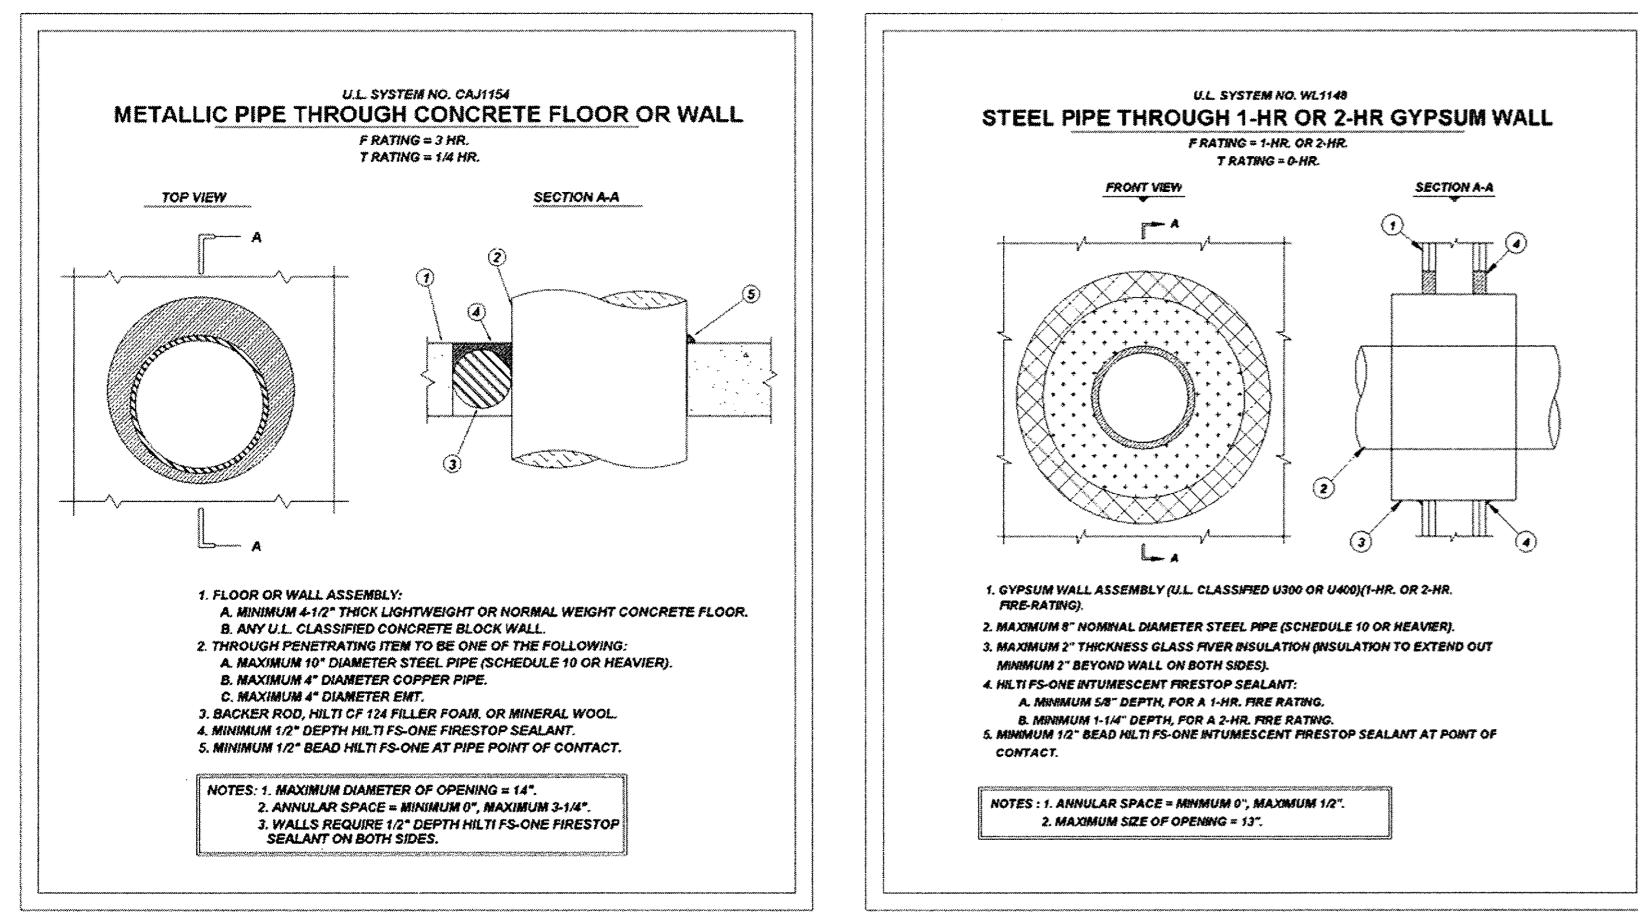 U.L. SYSTEM NO. CAJ1154
METALLIC PIPE THROUGH CONCRETE FLOOR OR WALL
F RATING = 3 HR.
T RATING = 1/4 HR.
TOP VIEW
SECTION A-A
A
A
1
2
3
4
5
1. FLOOR OR WALL ASSEMBLY:
A. MINIMUM 4-1/2" THICK LIGHTWEIGHT OR NORMAL WEIGHT CONCRETE FLOOR.
B. ANY U.L. CLASSIFIED CONCRETE BLOCK WALL.
2. THROUGH PENETRATING ITEM TO BE ONE OF THE FOLLOWING:
A. MAXIMUM 10" DIAMETER STEEL PIPE (SCHEDULE 10 OR HEAVIER).
B. MAXIMUM 4" DIAMETER COPPER PIPE.
C. MAXIMUM 4" DIAMETER EMT.
3. BACKER ROD, HILTI CF 124 FILLER FOAM, OR MINERAL WOOL.
4. MINIMUM 1/2" DEPTH HILTI FS-ONE FIRESTOP SEALANT.
5. MINIMUM 1/2" BEAD HILTI FS-ONE AT PIPE POINT OF CONTACT.
NOTES: 1. MAXIMUM DIAMETER OF OPENING = 14".
2. ANNULAR SPACE = MINIMUM 0", MAXIMUM 3-1/4".
3. WALLS REQUIRE 1/2" DEPTH HILTI FS-ONE FIRESTOP
SEALANT ON BOTH SIDES.
U.L. SYSTEM NO. WL1148
STEEL PIPE THROUGH 1-HR OR 2-HR GYPSUM WALL
F RATING = 1-HR. OR 2-HR.
T RATING = 0-HR.
FRONT VIEW
SECTION A-A
A
A
1
4
2
3
4
1. GYPSUM WALL ASSEMBLY (U.L. CLASSIFIED U300 OR U400)(1-HR. OR 2-HR.
FIRE-RATING).
2. MAXIMUM 8" NOMINAL DIAMETER STEEL PIPE (SCHEDULE 10 OR HEAVIER).
3. MAXIMUM 2" THICKNESS GLASS FIVER INSULATION (INSULATION TO EXTEND OUT
MINIMUM 2" BEYOND WALL ON BOTH SIDES).
4. HILTI FS-ONE INTUMESCENT FIRESTOP SEALANT:
A. MINIMUM 5/8" DEPTH, FOR A 1-HR. FIRE RATING.
B. MINIMUM 1-1/4" DEPTH, FOR A 2-HR. FIRE RATING.
5. MINIMUM 1/2" BEAD HILTI FS-ONE INTUMESCENT FIRESTOP SEALANT AT POINT OF
CONTACT.
NOTES : 1. ANNULAR SPACE = MINMUM 0", MAXIMUM 1/2".
2. MAXIMUM SIZE OF OPENING = 13".